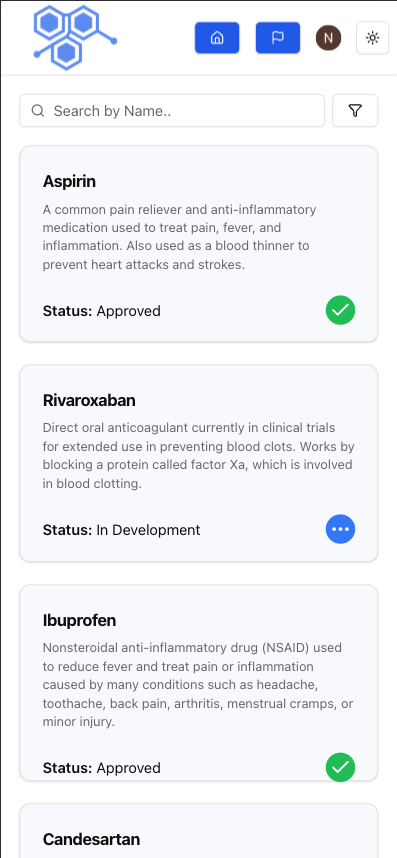 N
Search by Name..
Aspirin
A common pain reliever and anti-inflammatory
medication used to treat pain, fever, and
inflammation. Also used as a blood thinner to
prevent heart attacks and strokes.
Status: Approved
Rivaroxaban
Direct oral anticoagulant currently in clinical trials
for extended use in preventing blood clots. Works by
blocking a protein called factor Xa, which is involved
in blood clotting.
Status: In Development
Ibuprofen
Nonsteroidal anti-inflammatory drug (NSAID) used
to reduce fever and treat pain or inflammation
caused by many conditions such as headache,
toothache, back pain, arthritis, menstrual cramps, or
minor injury.
Status: Approved
Candesartan